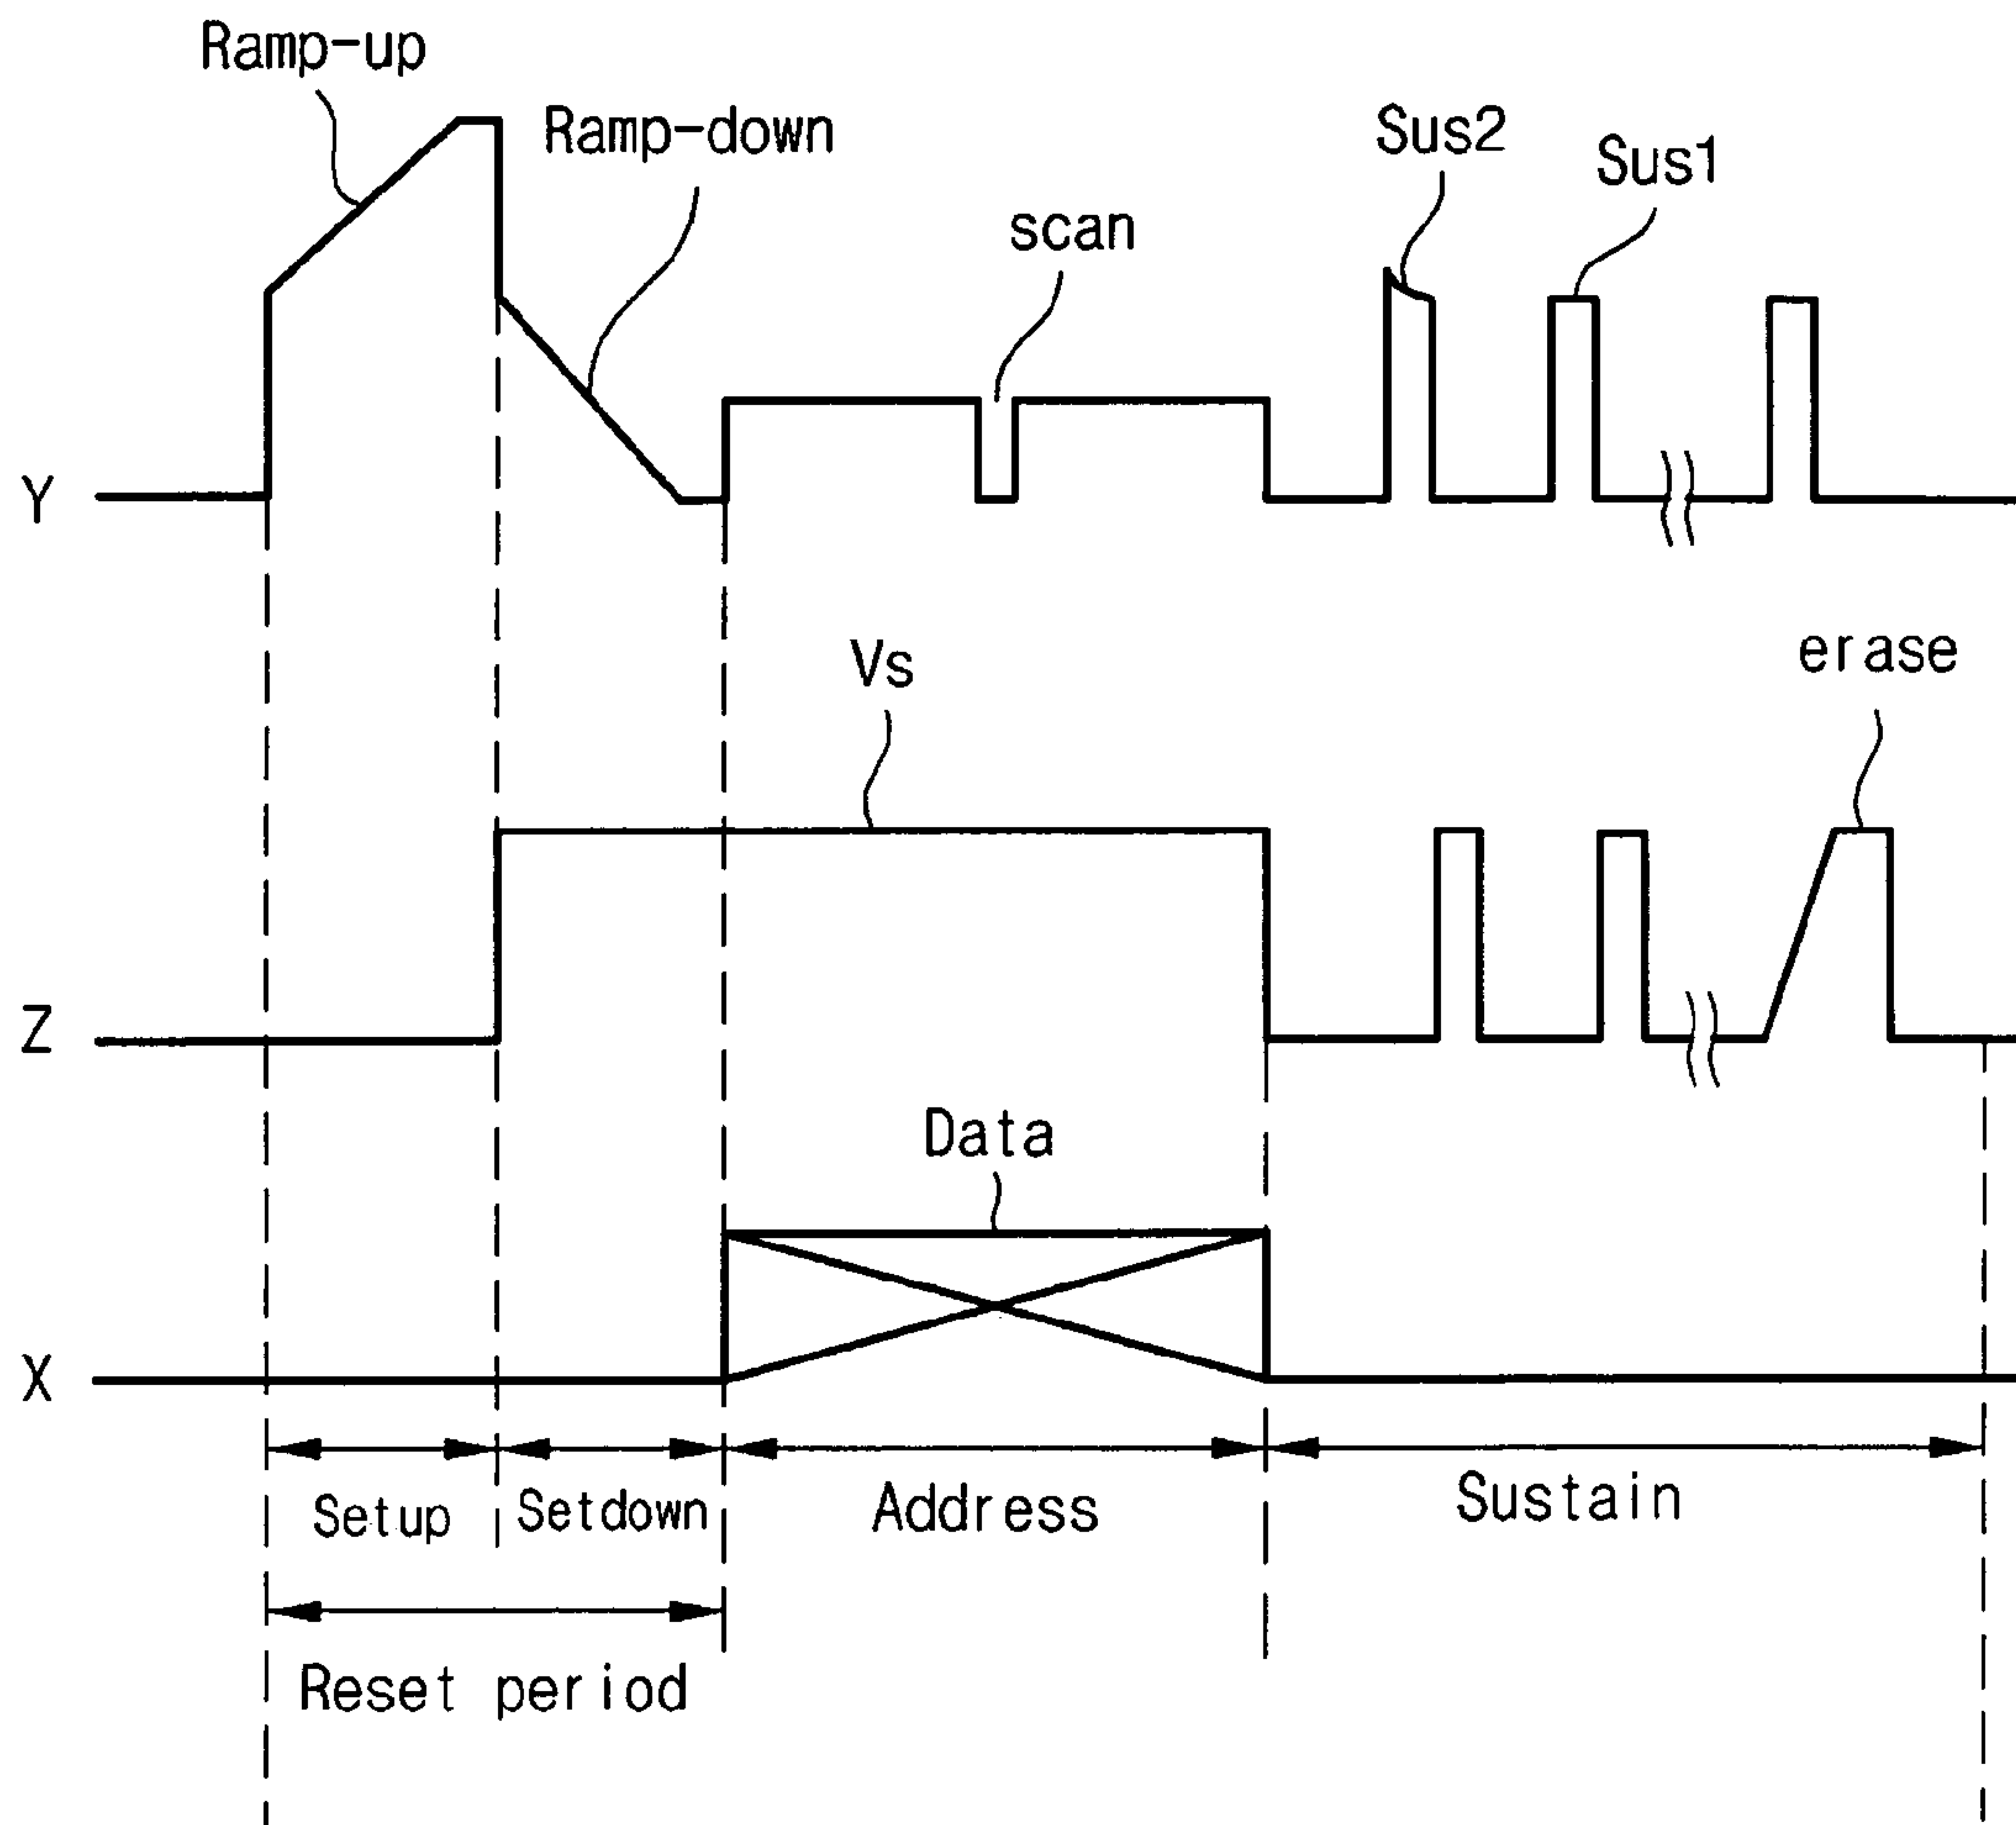 Ramp-up
Ramp-down
Sus2
Sus1
scan
Y
Vs
erase
Z
Data
X
Setup
Setdown
Address
Sustain
Reset period